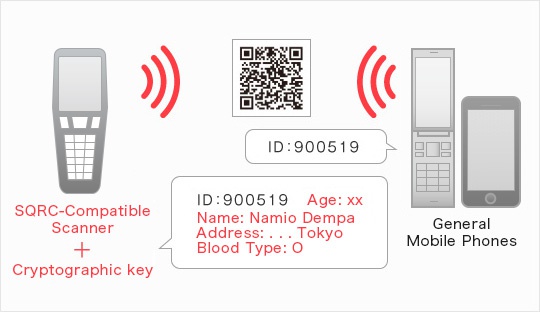 ID:900519
ID:900519 Age: xx
Name: Namio Dempa
Address: . . . Tokyo
Blood Type: O
SQRC-Compatible
Scanner
+
Cryptographic key
General
Mobile Phones